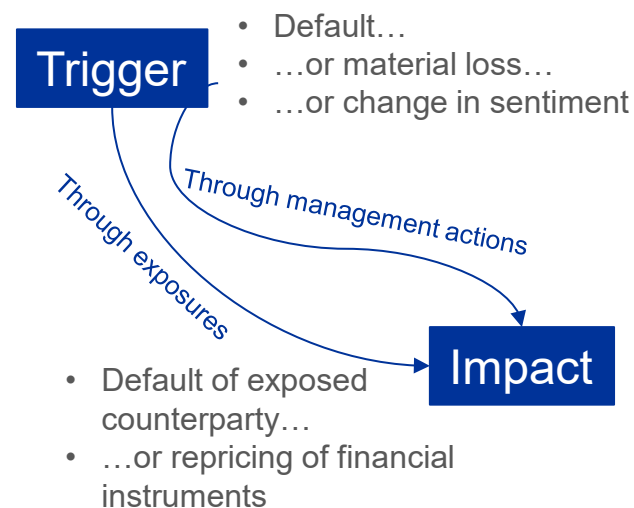 Trigger
• Default…
• …or material loss…
• …or change in sentiment
Through management actions
Through exposures
Impact
• Default of exposed
counterparty…
• …or repricing of financial
instruments